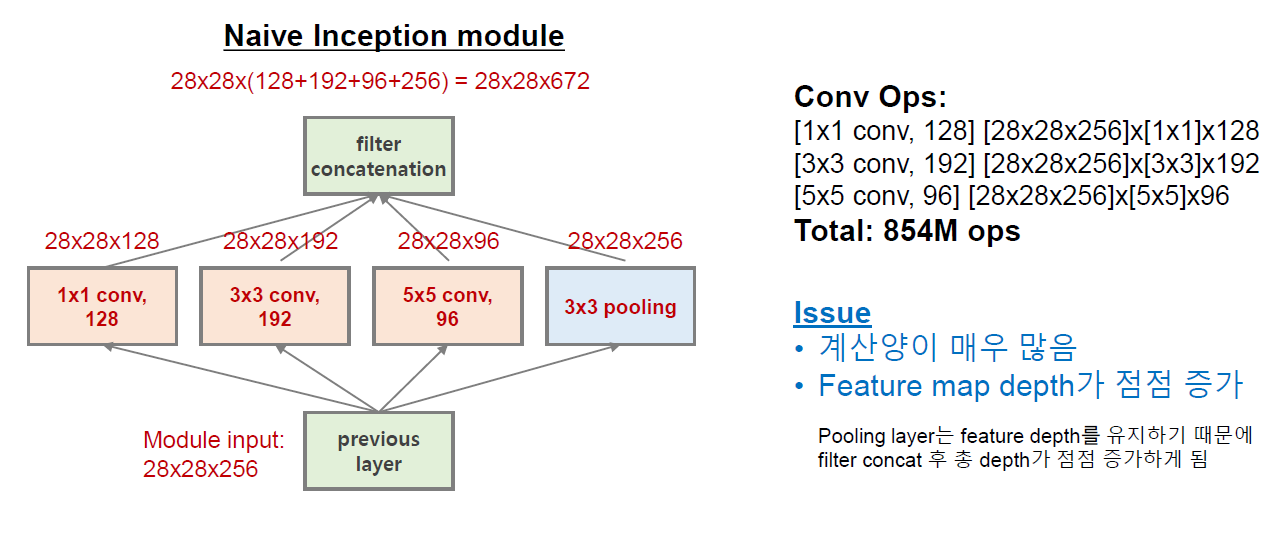 Naive Inception module
28x28x(128+192+96+256) = 28x28x672
filter
concatenation
28x28x128
28x28x192
28x28x96
28x28x256
1x1 conv,
128
3x3 conv,
192
5x5 conv,
96
3x3 pooling
Module input:
28x28x256
previous
layer
Conv Ops:
[1x1 conv, 128] [28x28x256]x[1x1]x128
[3x3 conv, 192] [28x28x256]x[3x3]x192
[5x5 conv, 96] [28x28x256]x[5x5]x96
Total: 854M ops
Issue
• 계산양이 매우 많음
• Feature map depth가 점점 증가
Pooling layer는 feature depth를 유지하기 때문에
filter concat 후 총 depth가 점점 증가하게 됨